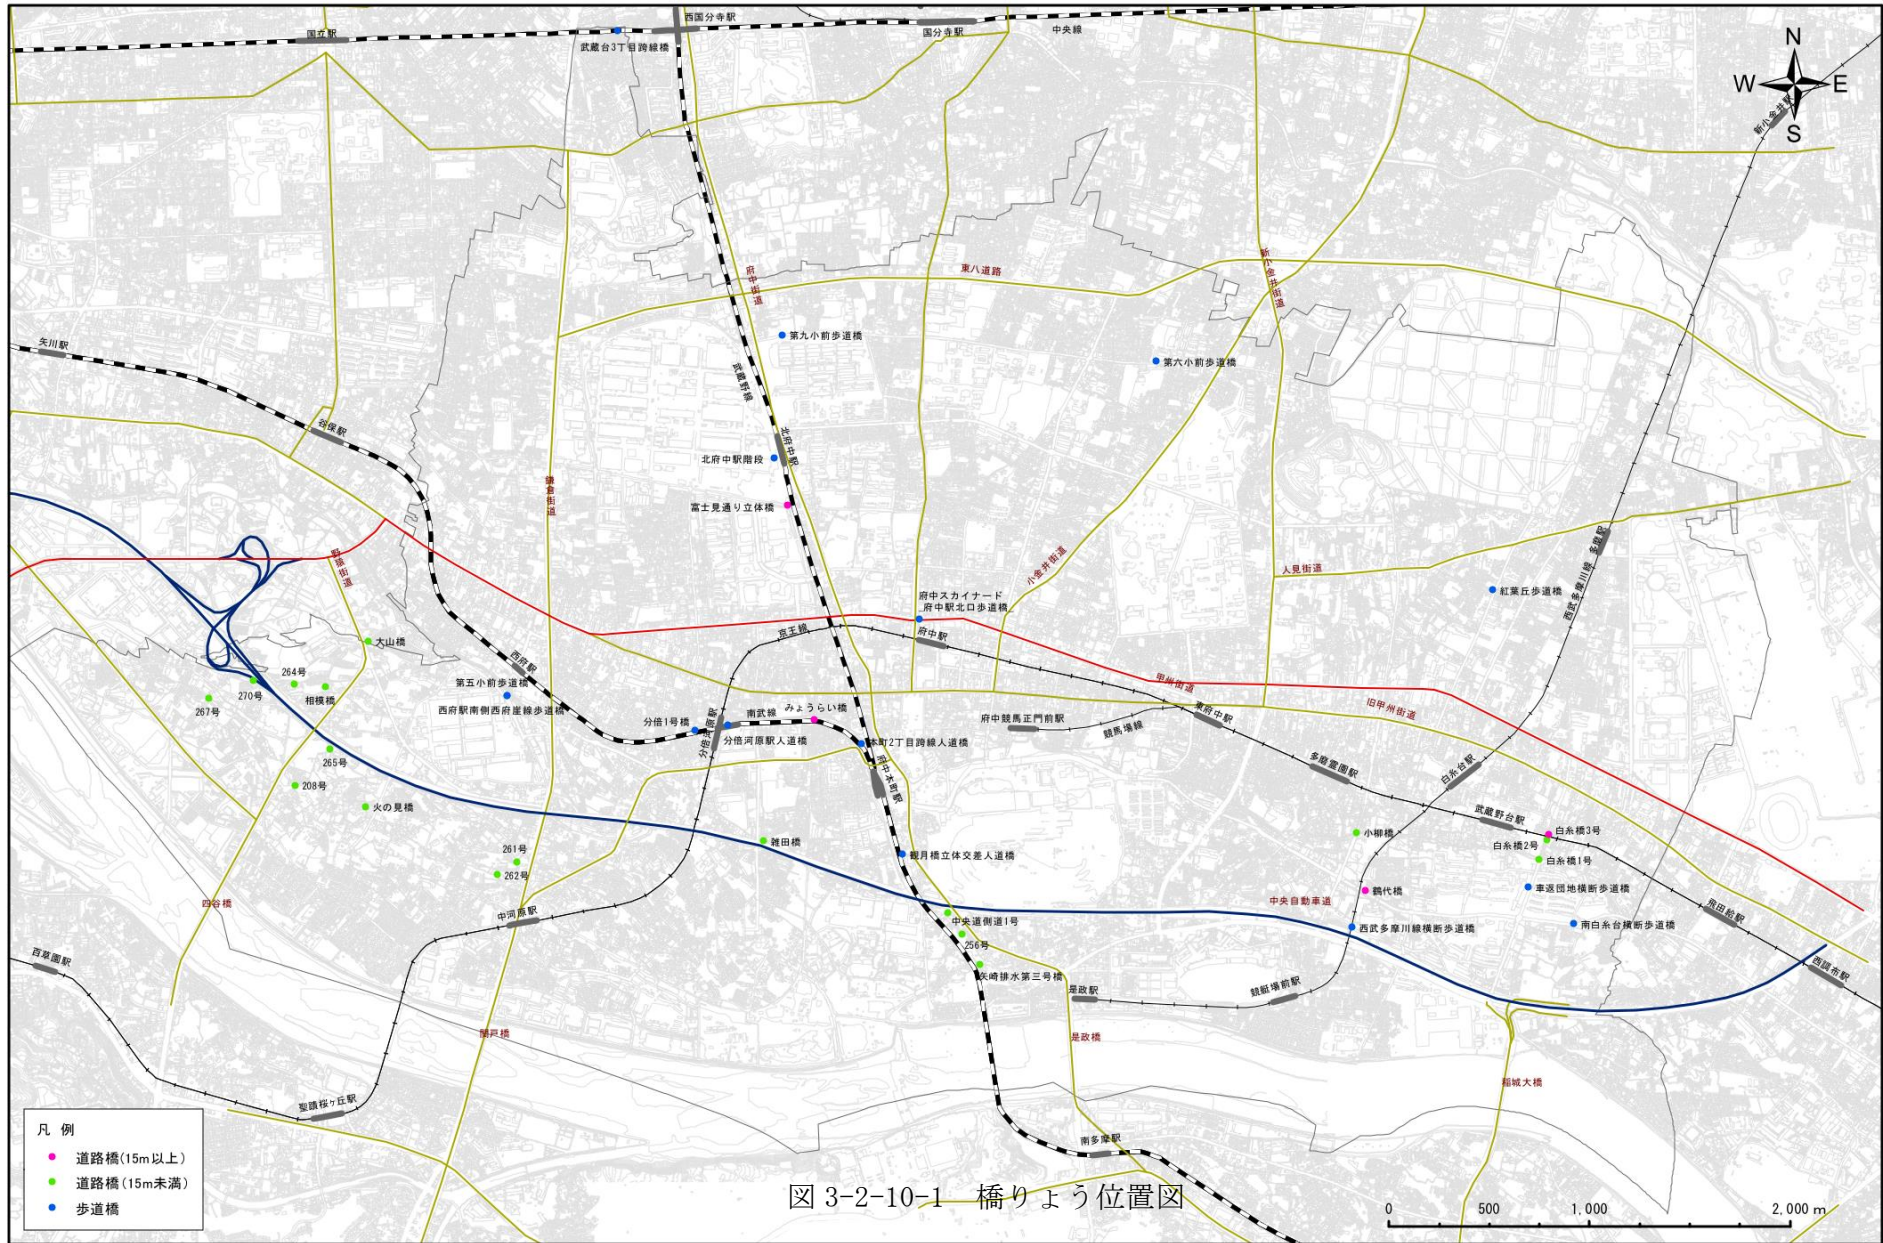 国立駅
武蔵台3丁目跨線橋
西国分寺駅
国分寺駅
中央線
N
W
E
S
新小金井駅
府中街道
東八道路
新小金井街道
矢川駅
武蔵野線
第九小前歩道橋
第六小前歩道橋
谷保駅
北府中駅
北府中駅階段
鎌倉街道
富士見通り立体橋
小金井街道
人見街道
西武多摩川線
多磨駅
紅葉丘歩道橋
府中スカイナード
府中駅北口歩道橋
京王線
府中駅
大山橋
西府駅
甲州街道
旧甲州街道
264号
270号
相模橋
267号
第五小前歩道橋
西府駅南側西府崖線歩道橋
分倍1号橋
分倍河原駅
南武線
みょうらい橋
分倍河原駅人道橋
本町2丁目跨線人道橋
府中本町駅
府中競馬正門前駅
競馬場線
東府中駅
多磨霊園駅
白糸台駅
265号
208号
火の見橋
雑田橋
小柳橋
武蔵野台駅
白糸橋3号
白糸橋2号
白糸橋1号
261号
262号
観月橋立体交差人道橋
鶴代橋
車返団地横断歩道橋
四谷橋
中河原駅
中央道側道1号
中央自動車道
西武多摩川線横断歩道橋
南白糸台横断歩道橋
飛田給駅
256号
矢崎排水第三号橋
百草園駅
是政駅
競艇場前駅
西調布駅
関戸橋
是政橋
稲城大橋
聖蹟桜ヶ丘駅
南多摩駅
凡 例
道路橋(15m以上)
道路橋(15m未満)
歩道橋
図 3-2-10-1 橋りょう位置図
0 500 1,000 2,000 m